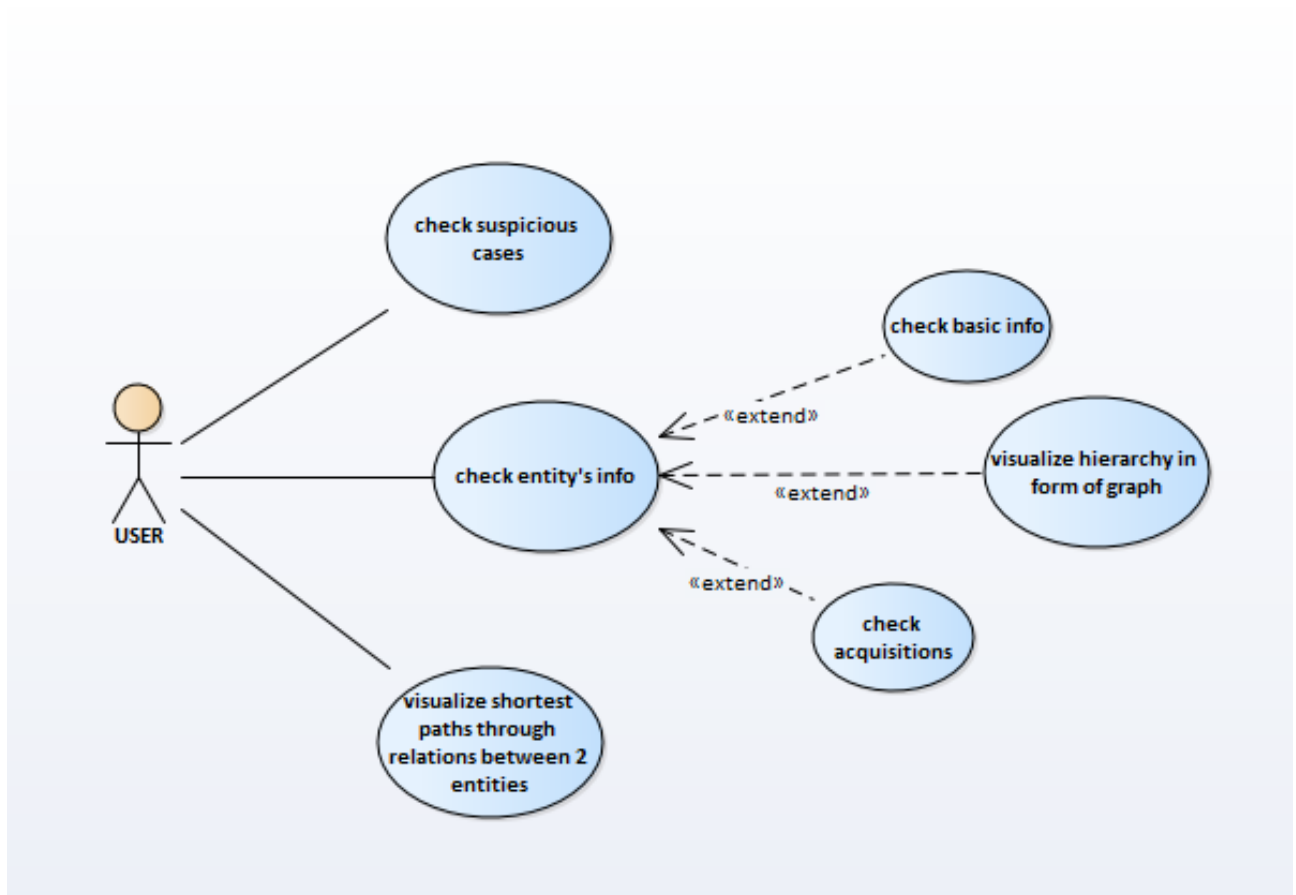 check suspicious
cases
check basic info
«extend»
check entity's info
visualize hierarchy in
form of graph
«extend»
USER
«extend»
check
acquisitions
visualize shortest
paths through
relations between 2
entities